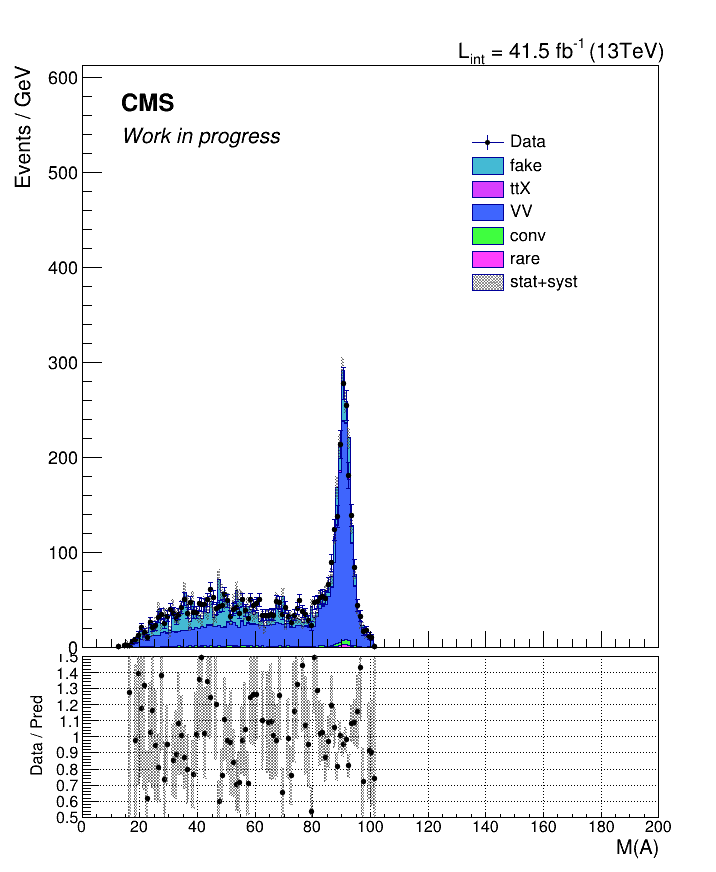 L_int = 41.5 fb^-1 (13TeV)
Events / GeV
600
500
400
300
200
100
0
CMS
Work in progress
Data
fake
ttX
VV
conv
rare
stat+syst
Data / Pred
1.5
1.4
1.3
1.2
1.1
1
0.9
0.8
0.7
0.6
0.5
0 20 40 60 80 100 120 140 160 180 200
M(A)